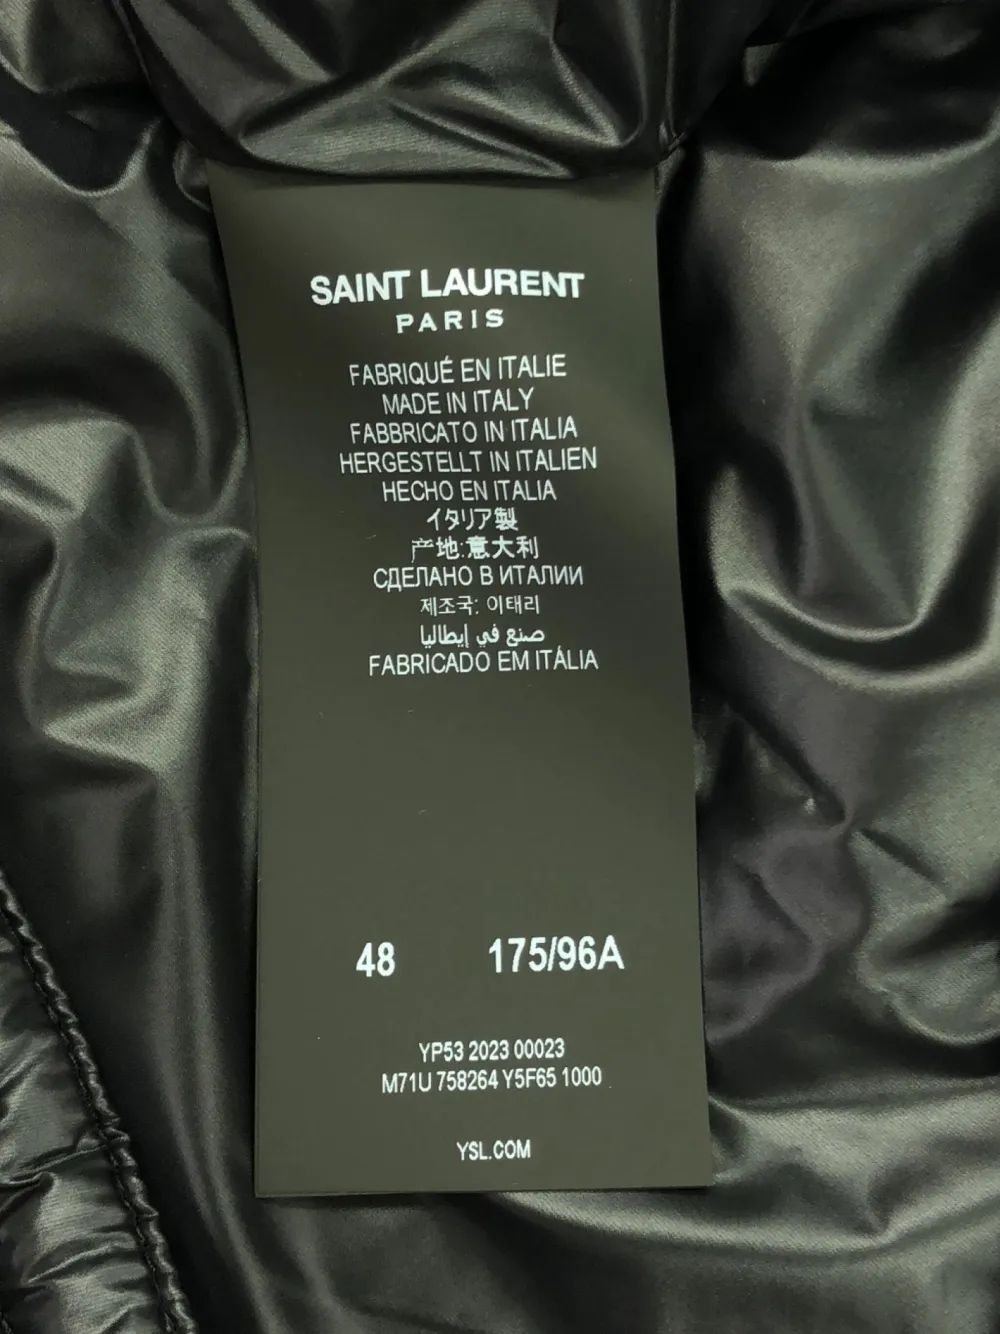 SAINT LAURENT
PARIS
FABRIQUÉ EN ITALIE
MADE IN ITALY
FABBRICATO IN ITALIA
HERGESTELLT IN ITALIEN
HECHO EN ITALIA
イタリア製
产地:意大利
СДЕЛАНО В ИТАЛИИ
제조국: 이태리
صنع في إيطاليا
FABRICADO EM ITÁLIA
48 175/96A
YP53 2023 00023
M71U 758264 Y5F65 1000
YSL.COM